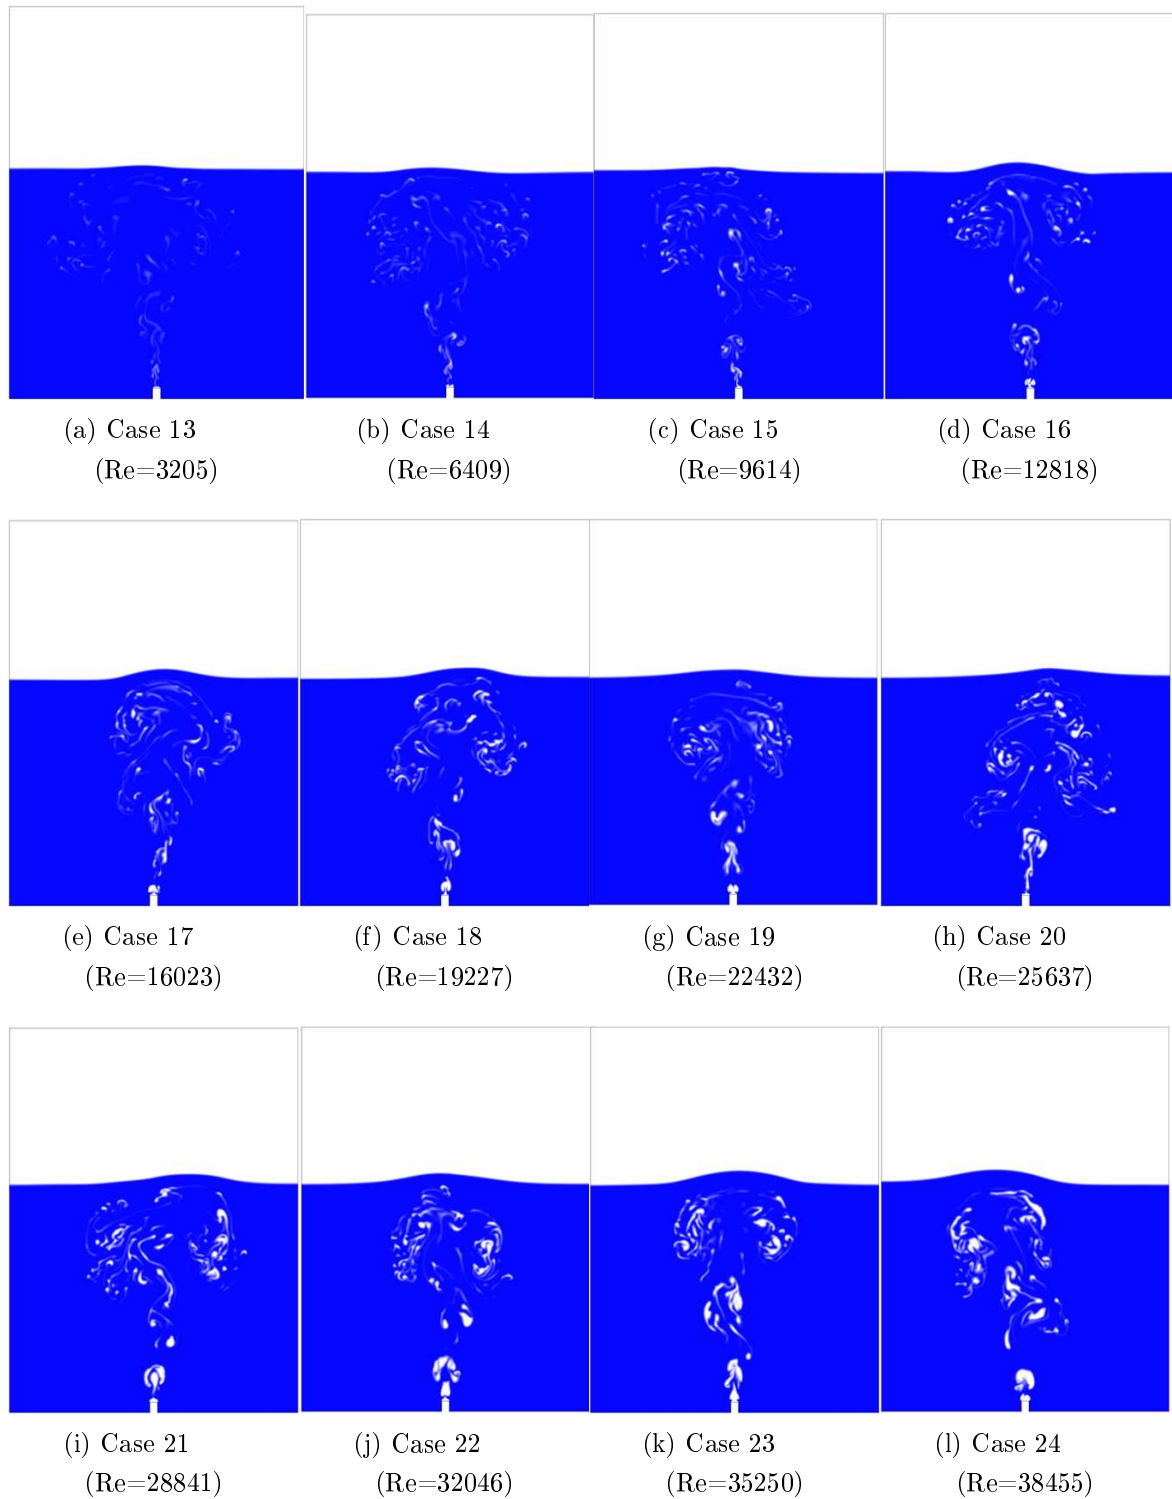 (a) Case 13
(Re=3205)
(b) Case 14
(Re=6409)
(c) Case 15
(Re=9614)
(d) Case 16
(Re=12818)
(e) Case 17
(Re=16023)
(f) Case 18
(Re=19227)
(g) Case 19
(Re=22432)
(h) Case 20
(Re=25637)
(i) Case 21
(Re=28841)
(j) Case 22
(Re=32046)
(k) Case 23
(Re=35250)
(l) Case 24
(Re=38455)